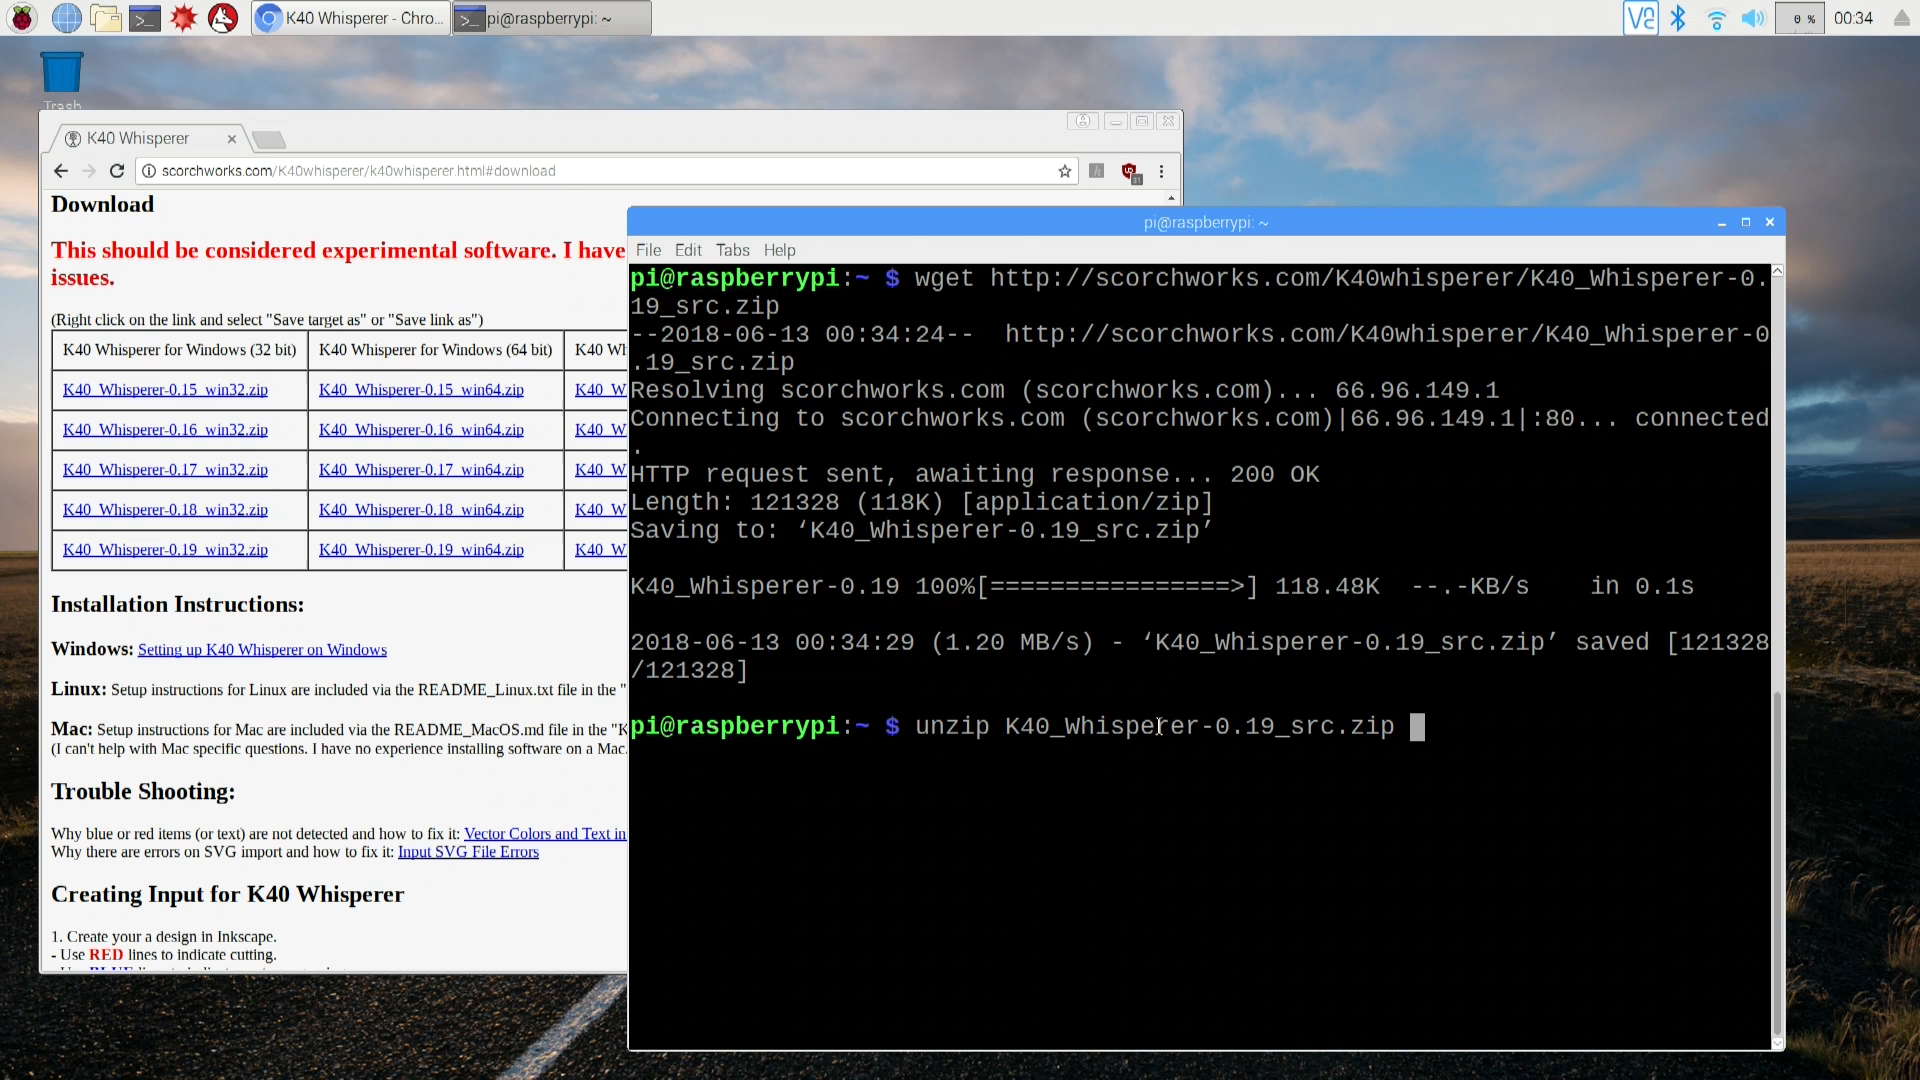 K40 Whisperer - Chro...
pi@raspberrypi: ~
0 %
00:34
Trash
K40 Whisperer
scorchworks.com/K40whisperer/k40whisperer.html#download
31
Download
This should be considered experimental software. I have
issues.
(Right click on the link and select "Save target as" or "Save link as")
K40 Whisperer for Windows (32 bit) K40 Whisperer for Windows (64 bit) K40 Wh
K40_Whisperer-0.15_win32.zip K40_Whisperer-0.15_win64.zip K40_W
K40_Whisperer-0.16_win32.zip K40_Whisperer-0.16_win64.zip K40_W
K40_Whisperer-0.17_win32.zip K40_Whisperer-0.17_win64.zip K40_W
K40_Whisperer-0.18_win32.zip K40_Whisperer-0.18_win64.zip K40_W
K40_Whisperer-0.19_win32.zip K40_Whisperer-0.19_win64.zip K40_W
Installation Instructions:
Windows: Setting up K40 Whisperer on Windows
Linux: Setup instructions for Linux are included via the README_Linux.txt file in the "
Mac: Setup instructions for Mac are included via the README_MacOS.md file in the "K
(I can't help with Mac specific questions. I have no experience installing software on a Mac.
Trouble Shooting:
Why blue or red items (or text) are not detected and how to fix it: Vector Colors and Text in
Why there are errors on SVG import and how to fix it: Input SVG File Errors
Creating Input for K40 Whisperer
1. Create your a design in Inkscape.
- Use RED lines to indicate cutting.
pi@raspberrypi: ~
File Edit Tabs Help
pi@raspberrypi:~ $ wget http://scorchworks.com/K40whisperer/K40_Whisperer-0.
19_src.zip
--2018-06-13 00:34:24--  http://scorchworks.com/K40whisperer/K40_Whisperer-0
.19_src.zip
Resolving scorchworks.com (scorchworks.com)... 66.96.149.1
Connecting to scorchworks.com (scorchworks.com)|66.96.149.1|:80... connected
.
HTTP request sent, awaiting response... 200 OK
Length: 121328 (118K) [application/zip]
Saving to: ‘K40_Whisperer-0.19_src.zip’
K40_Whisperer-0.19 100%[================>] 118.48K  --.-KB/s    in 0.1s
2018-06-13 00:34:29 (1.20 MB/s) - ‘K40_Whisperer-0.19_src.zip’ saved [121328
/121328]
pi@raspberrypi:~ $ unzip K40_Whisperer-0.19_src.zip